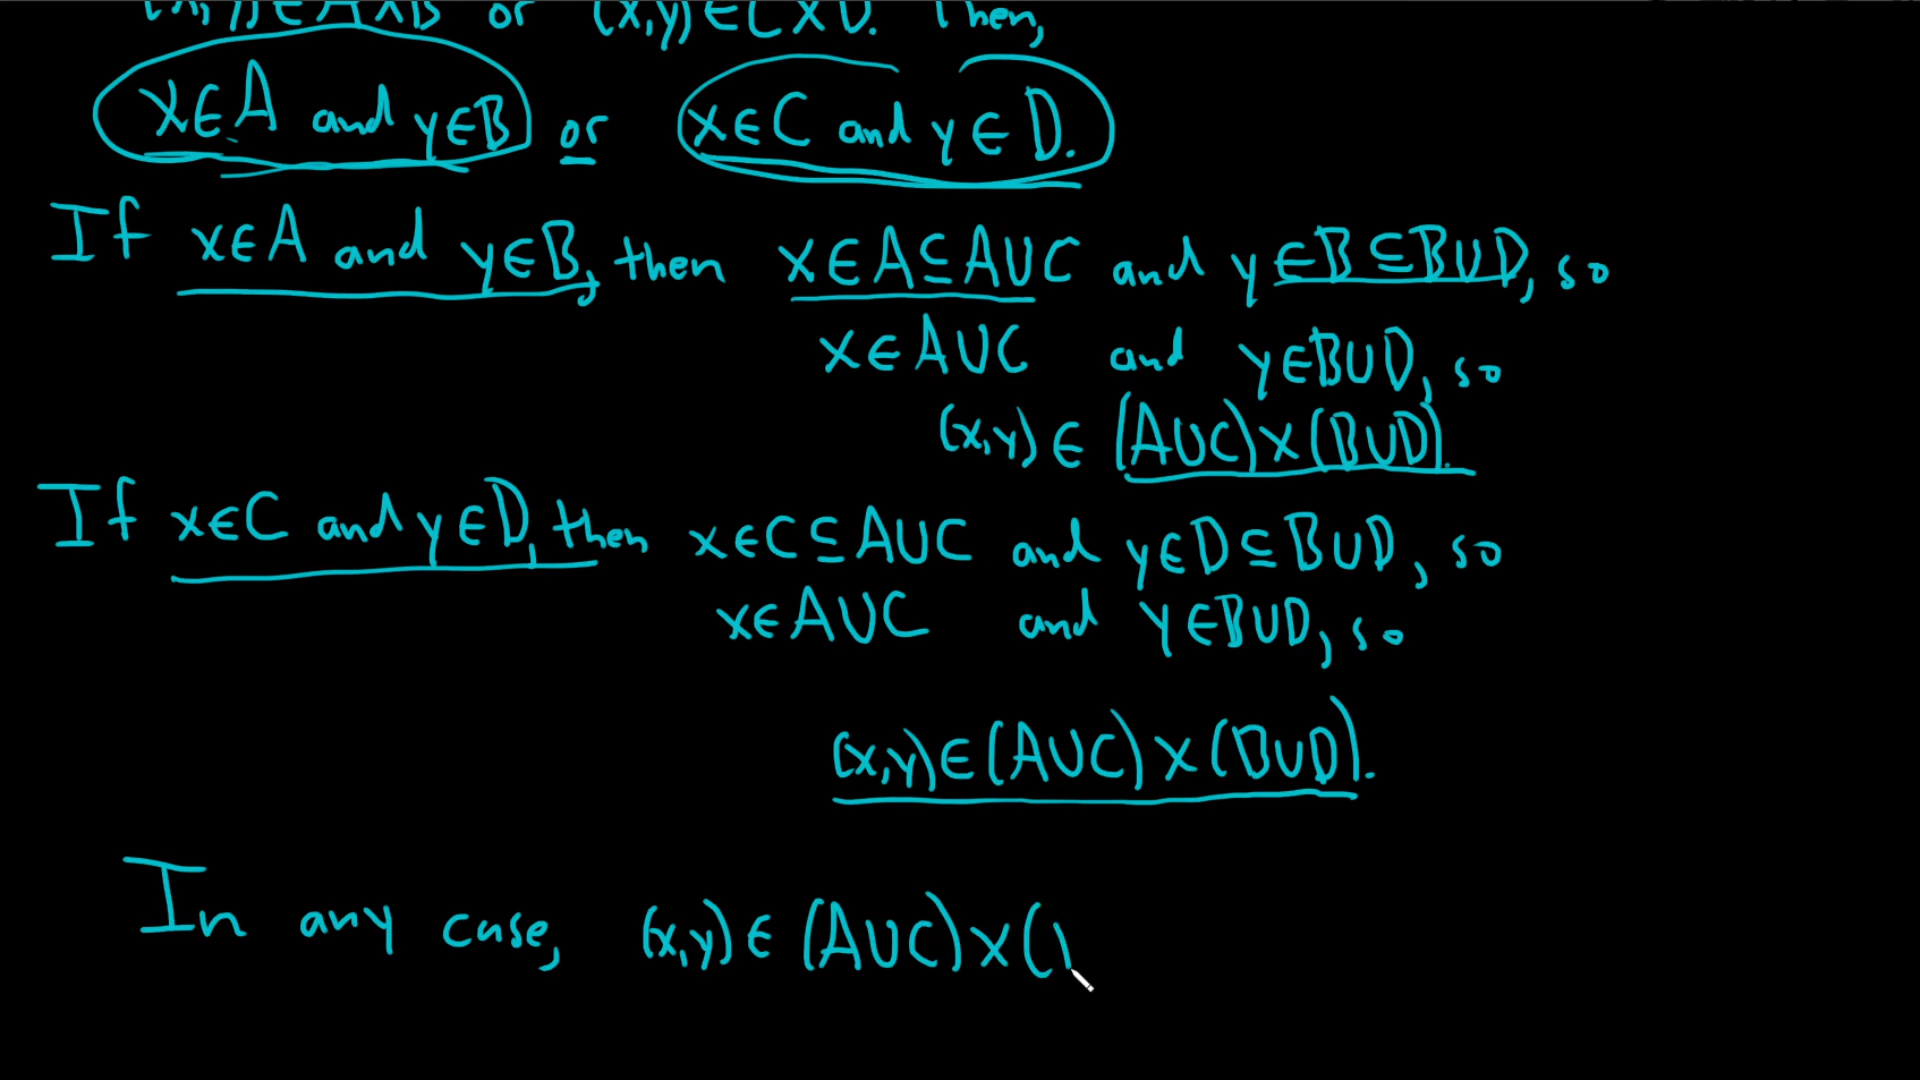 (x,y)∈A×B or (x,y)∈C×D. Then,
x∈A and y∈B or x∈C and y∈D.
If x∈A and y∈B, then x∈A⊆A∪C and y∈B⊆B∪D, so
x∈A∪C and y∈B∪D, so
(x,y)∈(A∪C)×(B∪D).
If x∈C and y∈D, then x∈C⊆A∪C and y∈D⊆B∪D, so
x∈A∪C and y∈B∪D, so
(x,y)∈(A∪C)×(B∪D).
In any case, (x,y)∈(A∪C)×(